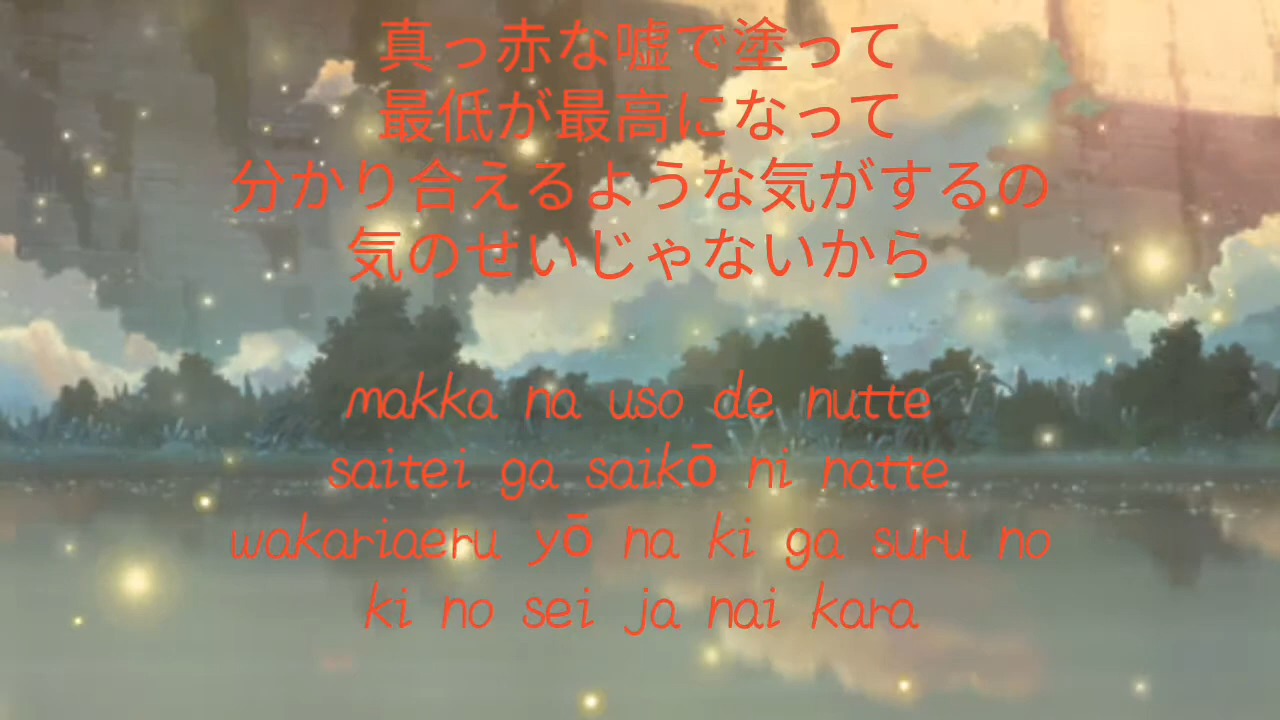 真っ赤な嘘で塗って
最低が最高になって
分かり合えるような気がするの
気のせいじゃないから
makka na uso de nutte
saitei ga saikō ni natte
wakariaeru yō na ki ga suru no
ki no sei ja nai kara